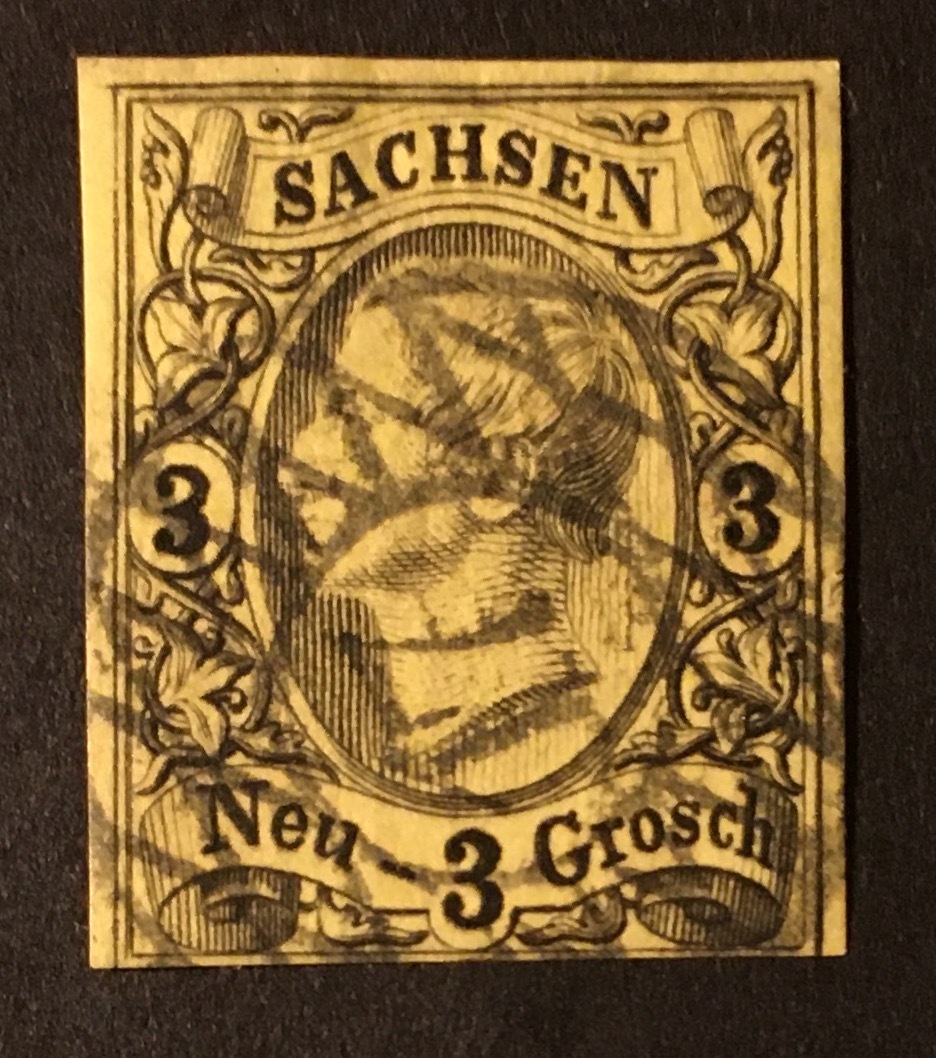 SACHSEN
3 3
Neu-3 Grosch